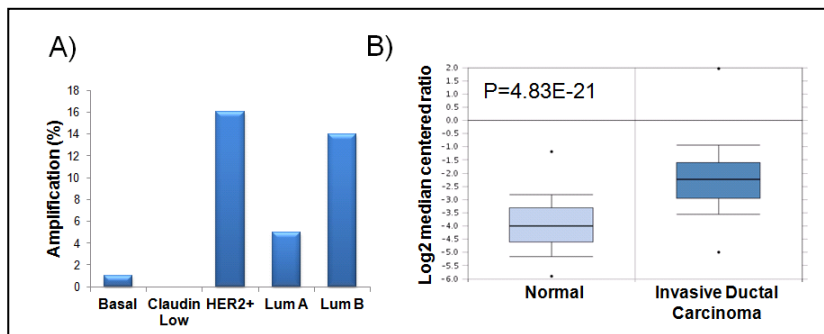 A)
Amplification (%)
18
16
14
12
10
8
6
4
2
0
Basal
Claudin Low
HER2+
Lum A
Lum B
B)
Log2 median centered ratio
2.0
1.5
1.0
0.5
0.0
-0.5
-1.0
-1.5
-2.0
-2.5
-3.0
-3.5
-4.0
-4.5
-5.0
-5.5
-6.0
P=4.83E-21
Normal
Invasive Ductal
Carcinoma